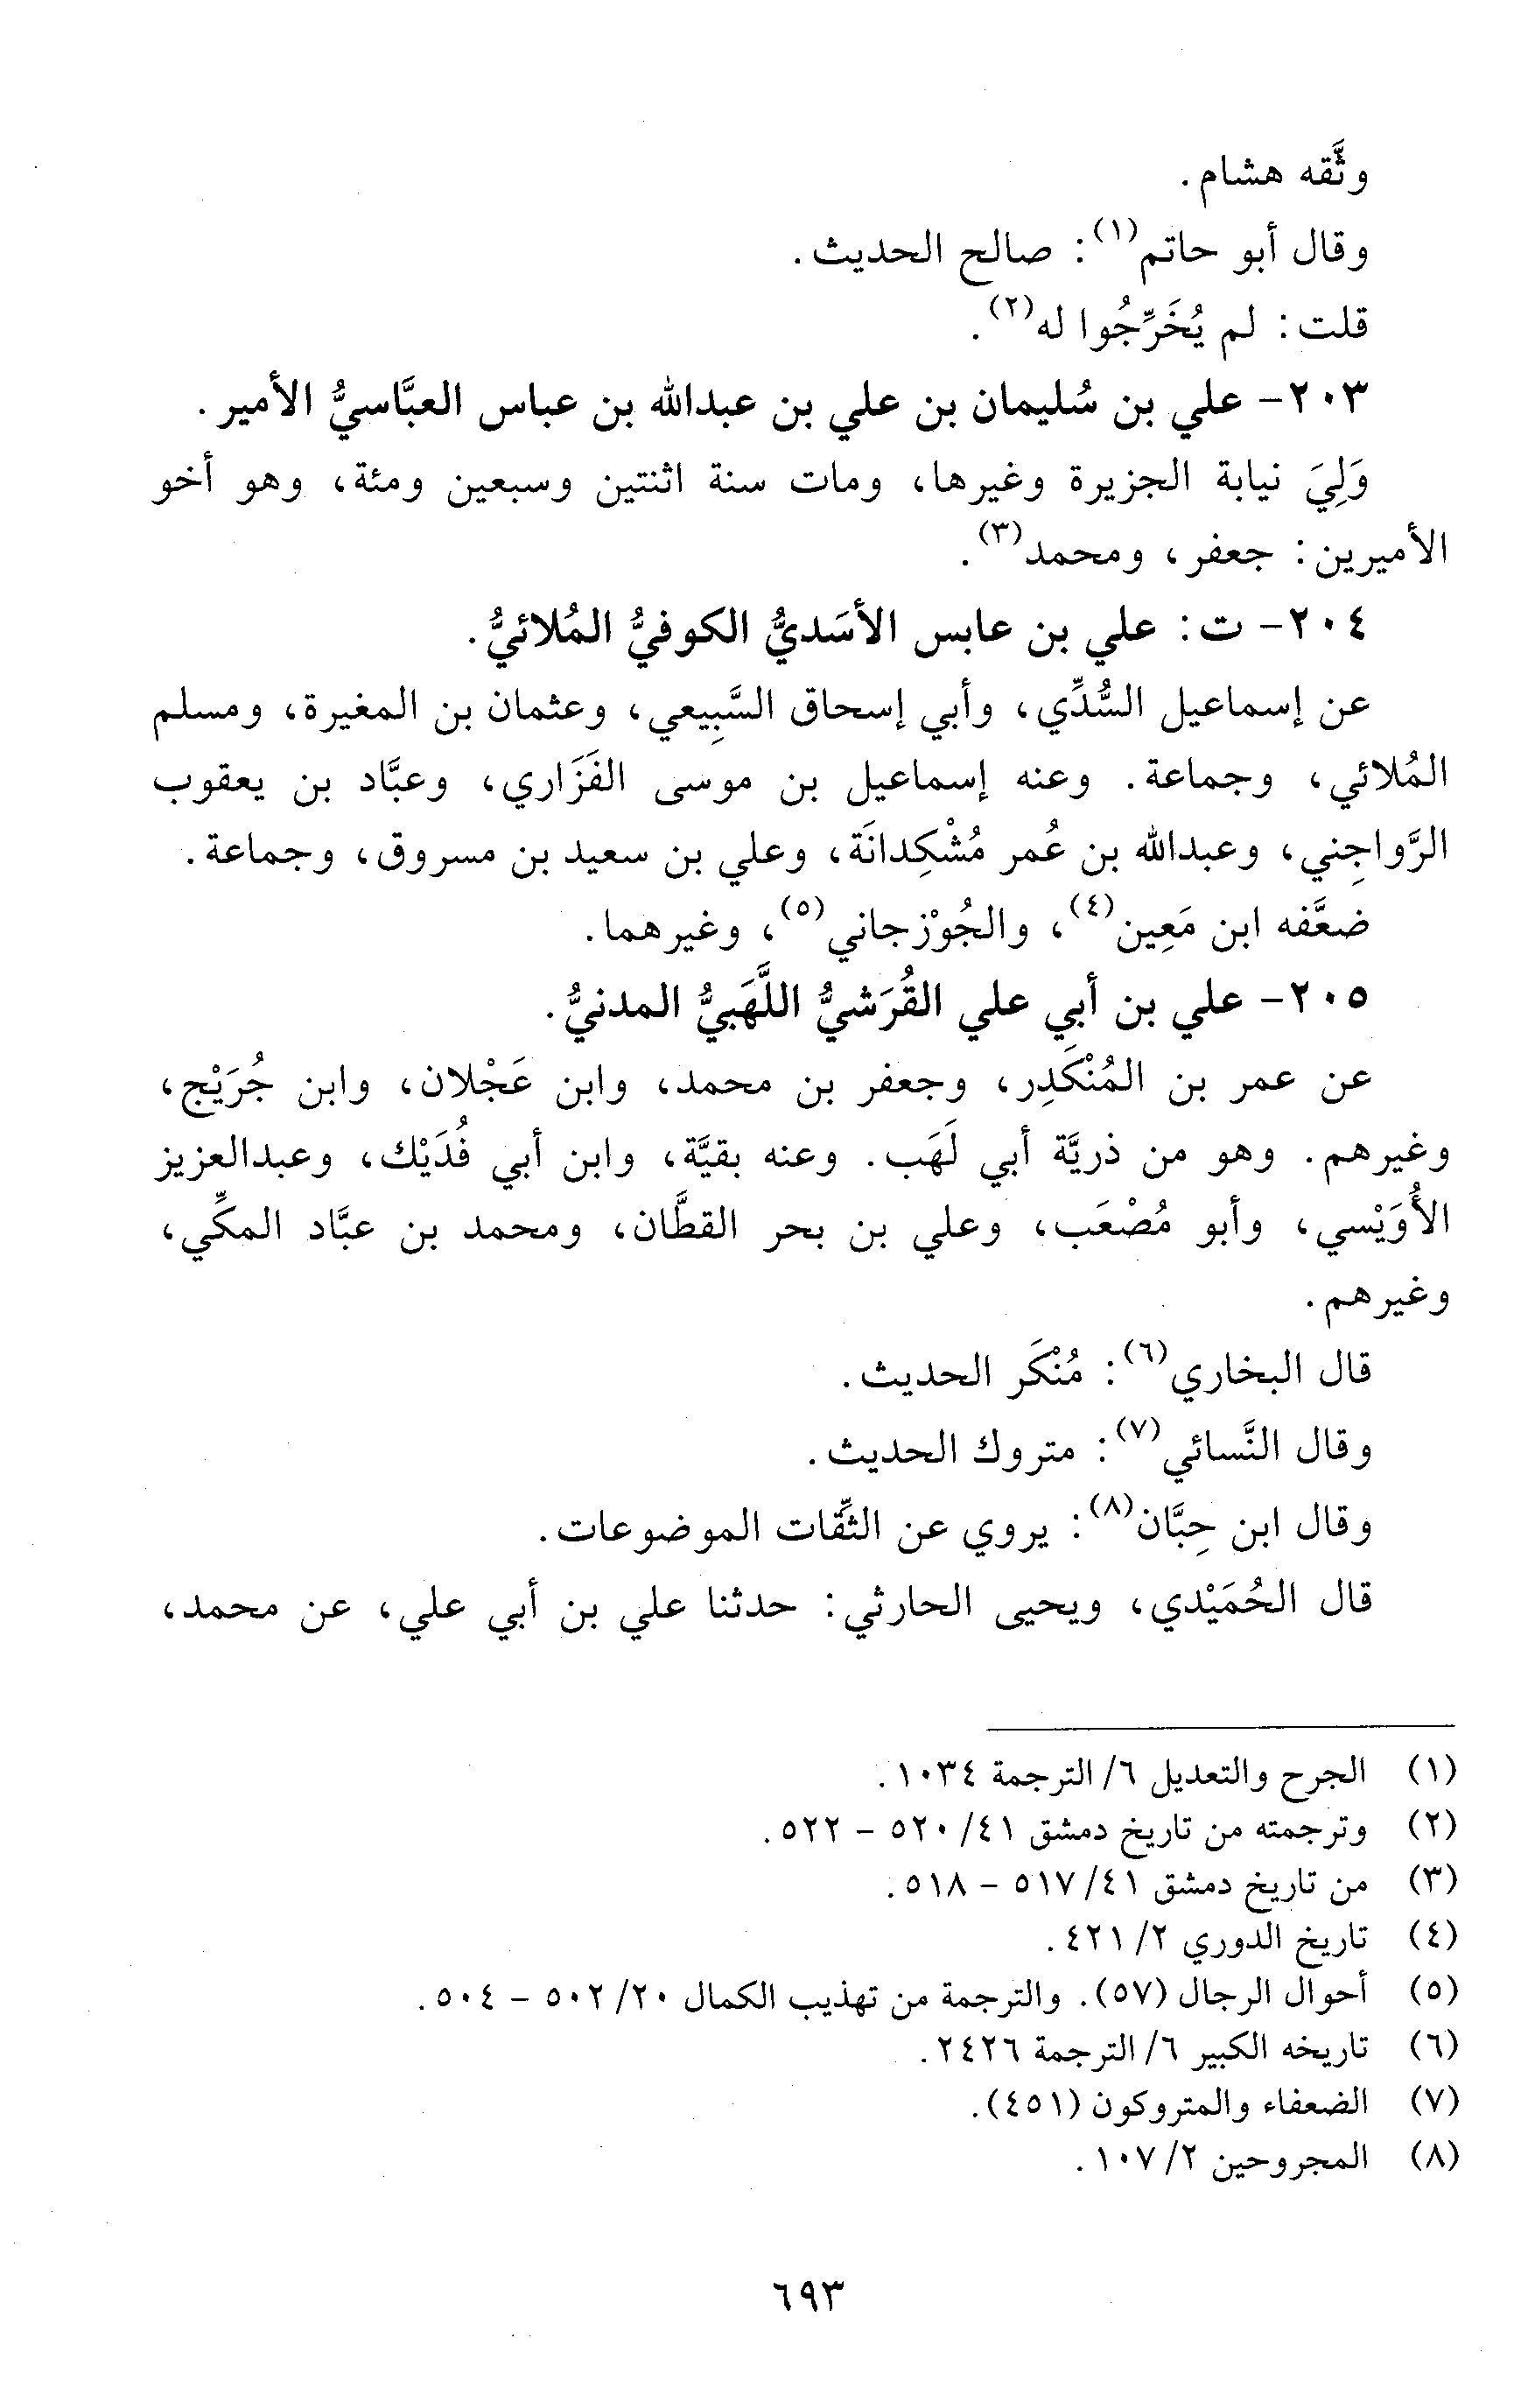 وثَّقه هشام.
وقال أبو حاتم(١): صالح الحديث.
قلت: لم يُخَرِّجُوا له(٢).
٢٠٣- علي بن سُليمان بن علي بن عبدالله بن عباس العبَّاسيُّ الأمير.
وَلِيَ نيابة الجزيرة وغيرها، ومات سنة اثنتين وسبعين ومئة، وهو أخو
الأميرين: جعفر، ومحمد(٣).
٢٠٤- ت: علي بن عابس الأسَديُّ الكوفيُّ المُلائيُّ.
عن إسماعيل السُّدِّي، وأبي إسحاق السَّبِيعي، وعثمان بن المغيرة، ومسلم
المُلائي، وجماعة. وعنه إسماعيل بن موسى الفَزَاري، وعبَّاد بن يعقوب
الرَّواجِني، وعبدالله بن عُمر مُشْكِدانَة، وعلي بن سعيد بن مسروق، وجماعة.
ضعَّفه ابن مَعِين(٤)، والجُوْزجاني(٥)، وغيرهما.
٢٠٥- علي بن أبي علي القُرَشيُّ اللَّهَبيُّ المدنيُّ.
عن عمر بن المُنْكَدِر، وجعفر بن محمد، وابن عَجْلان، وابن جُرَيْج،
وغيرهم. وهو من ذريَّة أبي لَهَب. وعنه بقيَّة، وابن أبي فُدَيْك، وعبدالعزيز
الأُوَيْسي، وأبو مُصْعَب، وعلي بن بحر القطَّان، ومحمد بن عبَّاد المكِّي،
وغيرهم.
قال البخاري(٦): مُنْكَر الحديث.
وقال النَّسائي(٧): متروك الحديث.
وقال ابن حِبَّان(٨): يروي عن الثِّقات الموضوعات.
قال الحُمَيْدي، ويحيى الحارثي: حدثنا علي بن أبي علي، عن محمد،
(١) الجرح والتعديل ٦/ الترجمة ١٠٣٤.
(٢) وترجمته من تاريخ دمشق ٤١/ ٥٢٠ - ٥٢٢.
(٣) من تاريخ دمشق ٤١/ ٥١٧ - ٥١٨.
(٤) تاريخ الدوري ٢/ ٤٢١.
(٥) أحوال الرجال (٥٧). والترجمة من تهذيب الكمال ٢٠/ ٥٠٢ - ٥٠٤.
(٦) تاريخه الكبير ٦/ الترجمة ٢٤٢٦.
(٧) الضعفاء والمتروكون (٤٥١).
(٨) المجروحين ٢/ ١٠٧.
٦٩٣